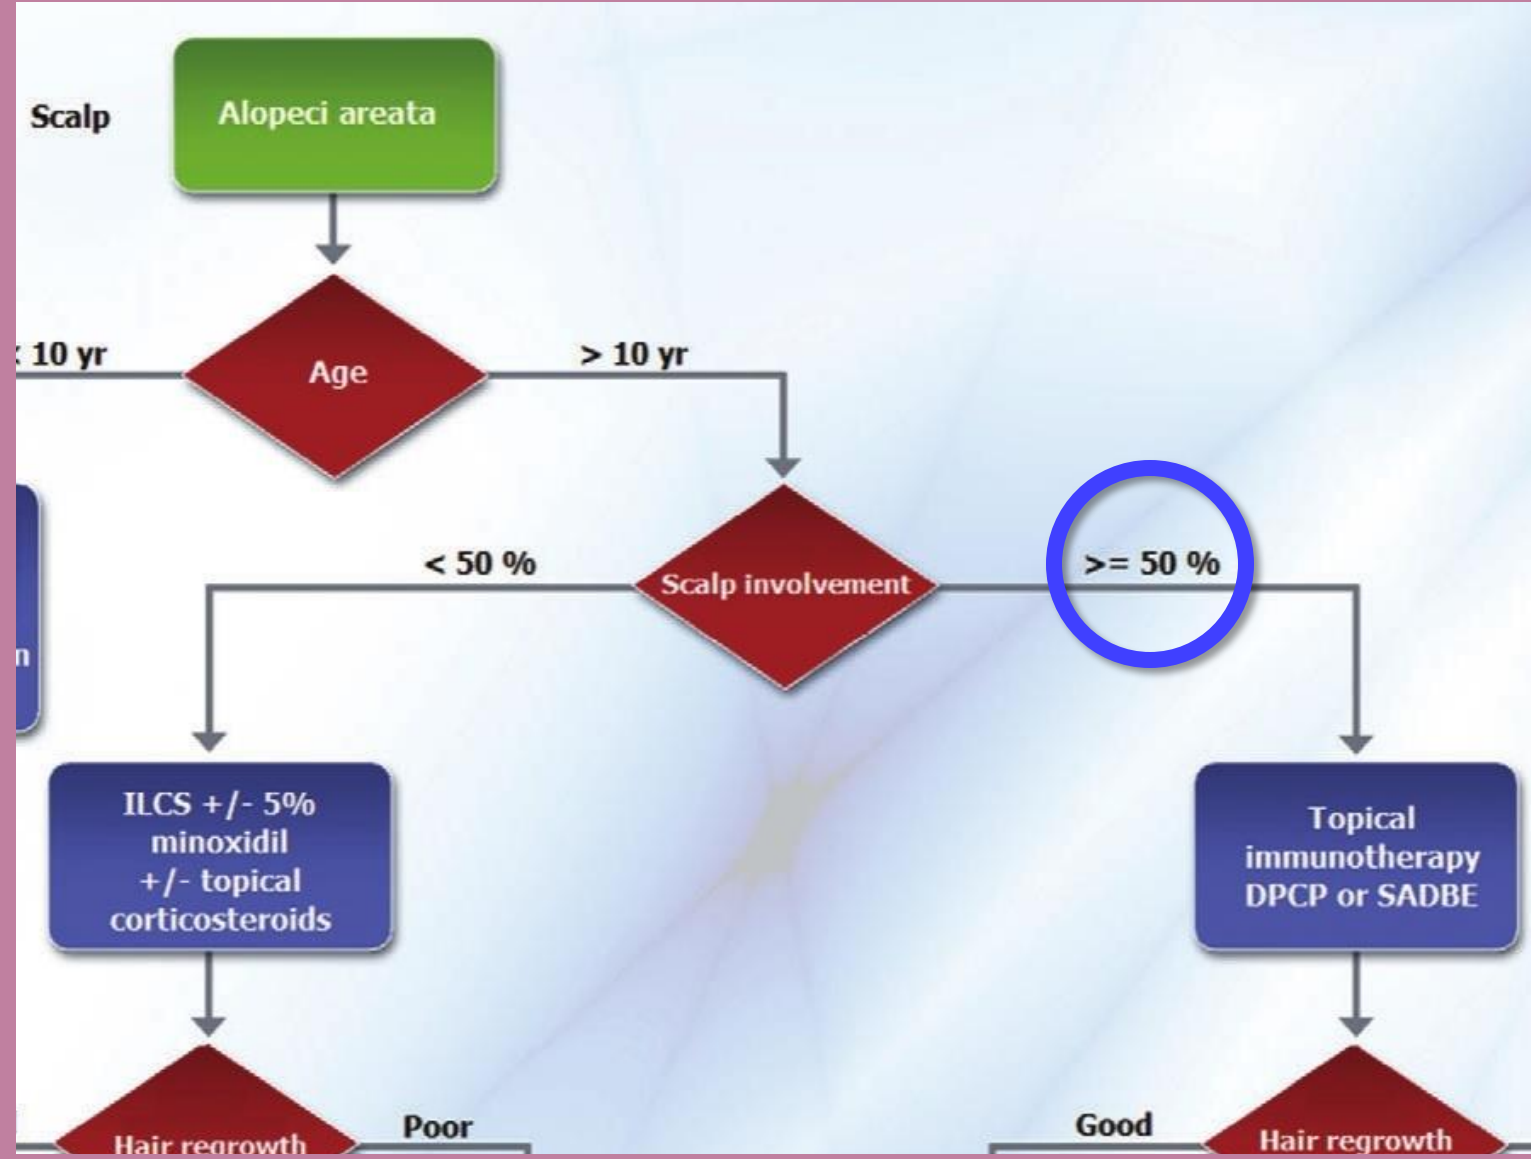 Scalp
Alopeci areata
10 yr
Age
> 10 yr
< 50 %
Scalp involvement
>= 50 %
ILCS +/- 5%
minoxidil
+/- topical
corticosteroids
Topical
immunotherapy
DPCP or SADBE
Hair regrowth
Poor
Good
Hair regrowth